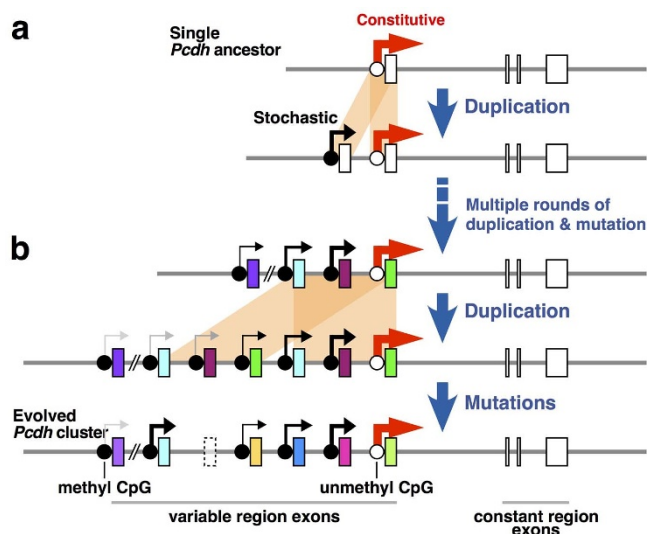 a
Single
Pcdh ancestor
Constitutive
Duplication
Stochastic
Multiple rounds of
duplication & mutation
b
Duplication
Mutations
Evolved
Pcdh cluster
methyl CpG
unmethyl CpG
variable region exons
constant region
exons